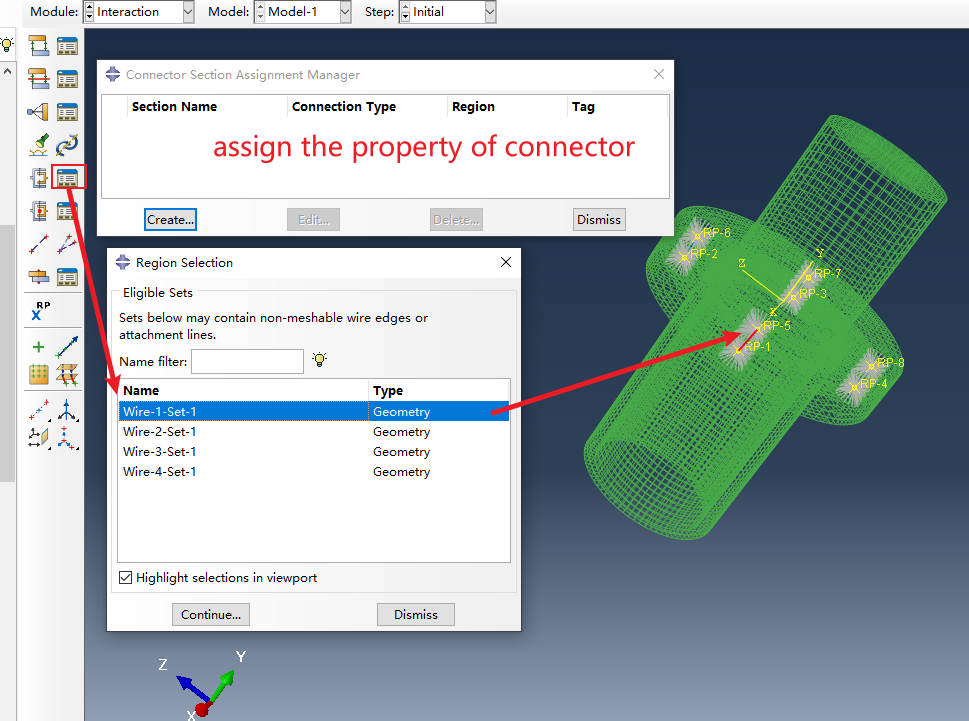 Module: Interaction Model: Model-1 Step: Initial
Connector Section Assignment Manager
Section Name Connection Type Region Tag
assign the property of connector
Create... Edit... Delete... Dismiss
Region Selection
Eligible Sets
Sets below may contain non-meshable wire edges or
attachment lines.
Name filter:
Name Type
Wire-1-Set-1 Geometry
Wire-2-Set-1 Geometry
Wire-3-Set-1 Geometry
Wire-4-Set-1 Geometry
Highlight selections in viewport
Continue... Dismiss
RP
X
RP-6
RP-2
Y
Z
RP-7
RP-3
X
RP-5
RP-1
RP-8
RP-4
Y
Z
X